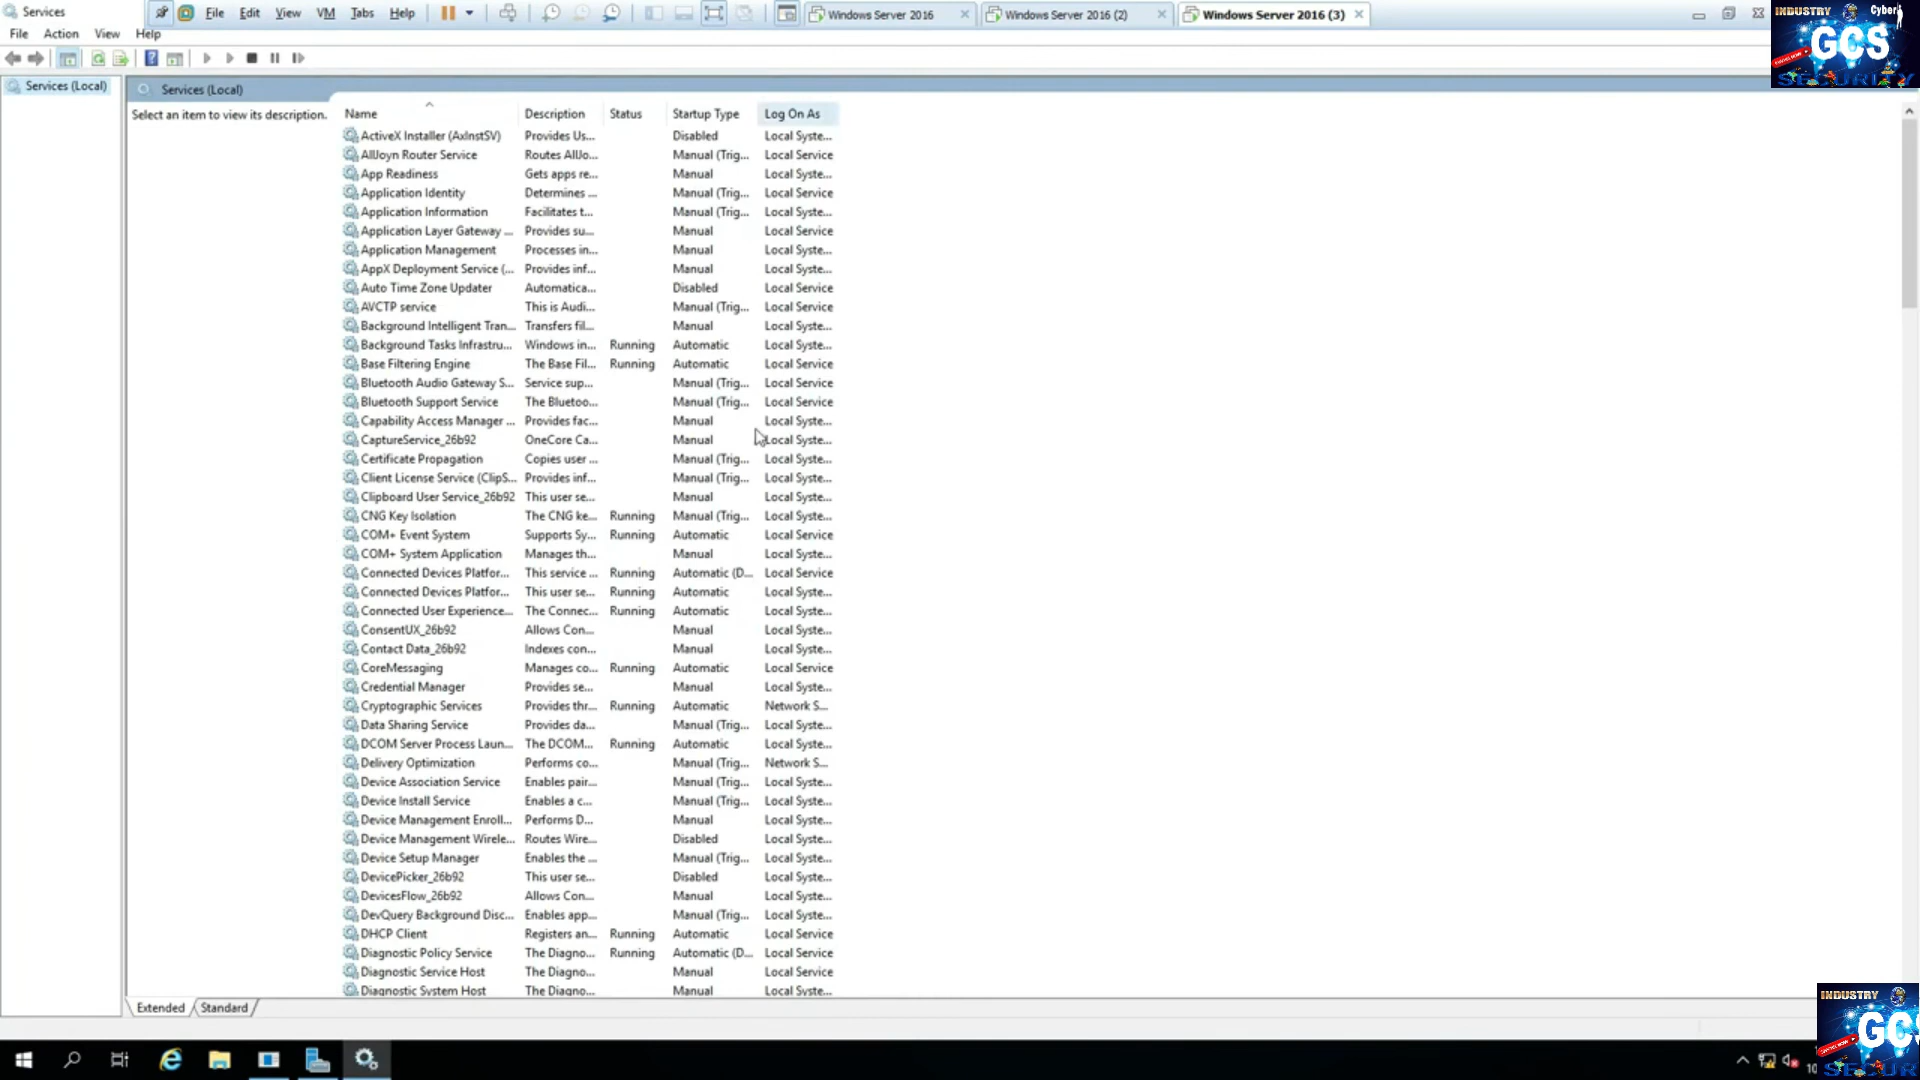 Services
File Edit View VM Tabs Help
Windows Server 2016
Windows Server 2016 (2)
Windows Server 2016 (3)
File Action View Help
Services (Local)
Services (Local)
Select an item to view its description.
Name Description Status Startup Type Log On As
ActiveX Installer (AxInstSV) Provides Us... Disabled Local Syste...
AllJoyn Router Service Routes AllJo... Manual (Trig... Local Service
App Readiness Gets apps re... Manual Local Syste...
Application Identity Determines ... Manual (Trig... Local Service
Application Information Facilitates t... Manual (Trig... Local Syste...
Application Layer Gateway ... Provides su... Manual Local Service
Application Management Processes in... Manual Local Syste...
AppX Deployment Service (... Provides inf... Manual Local Syste...
Auto Time Zone Updater Automatica... Disabled Local Service
AVCTP service This is Audi... Manual (Trig... Local Service
Background Intelligent Tran... Transfers fil... Manual Local Syste...
Background Tasks Infrastru... Windows in... Running Automatic Local Syste...
Base Filtering Engine The Base Fil... Running Automatic Local Service
Bluetooth Audio Gateway S... Service sup... Manual (Trig... Local Service
Bluetooth Support Service The Bluetoo... Manual (Trig... Local Service
Capability Access Manager ... Provides fac... Manual Local Syste...
CaptureService_26b92 OneCore Ca... Manual Local Syste...
Certificate Propagation Copies user ... Manual (Trig... Local Syste...
Client License Service (ClipS... Provides inf... Manual (Trig... Local Syste...
Clipboard User Service_26b92 This user se... Manual Local Syste...
CNG Key Isolation The CNG ke... Running Manual (Trig... Local Syste...
COM+ Event System Supports Sy... Running Automatic Local Service
COM+ System Application Manages th... Manual Local Syste...
Connected Devices Platfor... This service ... Running Automatic (D... Local Service
Connected Devices Platfor... This user se... Running Automatic Local Syste...
Connected User Experience... The Connec... Running Automatic Local Syste...
ConsentUX_26b92 Allows Con... Manual Local Syste...
Contact Data_26b92 Indexes con... Manual Local Syste...
CoreMessaging Manages co... Running Automatic Local Service
Credential Manager Provides se... Manual Local Syste...
Cryptographic Services Provides thr... Running Automatic Network S...
Data Sharing Service Provides da... Manual (Trig... Local Syste...
DCOM Server Process Laun... The DCOM... Running Automatic Local Syste...
Delivery Optimization Performs co... Manual (Trig... Network S...
Device Association Service Enables pair... Manual (Trig... Local Syste...
Device Install Service Enables a c... Manual (Trig... Local Syste...
Device Management Enroll... Performs D... Manual Local Syste...
Device Management Wirele... Routes Wire... Disabled Local Syste...
Device Setup Manager Enables the ... Manual (Trig... Local Syste...
DevicePicker_26b92 This user se... Disabled Local Syste...
DevicesFlow_26b92 Allows Con... Manual Local Syste...
DevQuery Background Disc... Enables app... Manual (Trig... Local Syste...
DHCP Client Registers an... Running Automatic Local Service
Diagnostic Policy Service The Diagno... Running Automatic (D... Local Service
Diagnostic Service Host The Diagno... Manual Local Service
Diagnostic System Host The Diagno... Manual Local Syste...
Extended Standard
INDUSTRY Cyber
GCS
SECURITY
INDUSTRY
GCS
SECUR
10